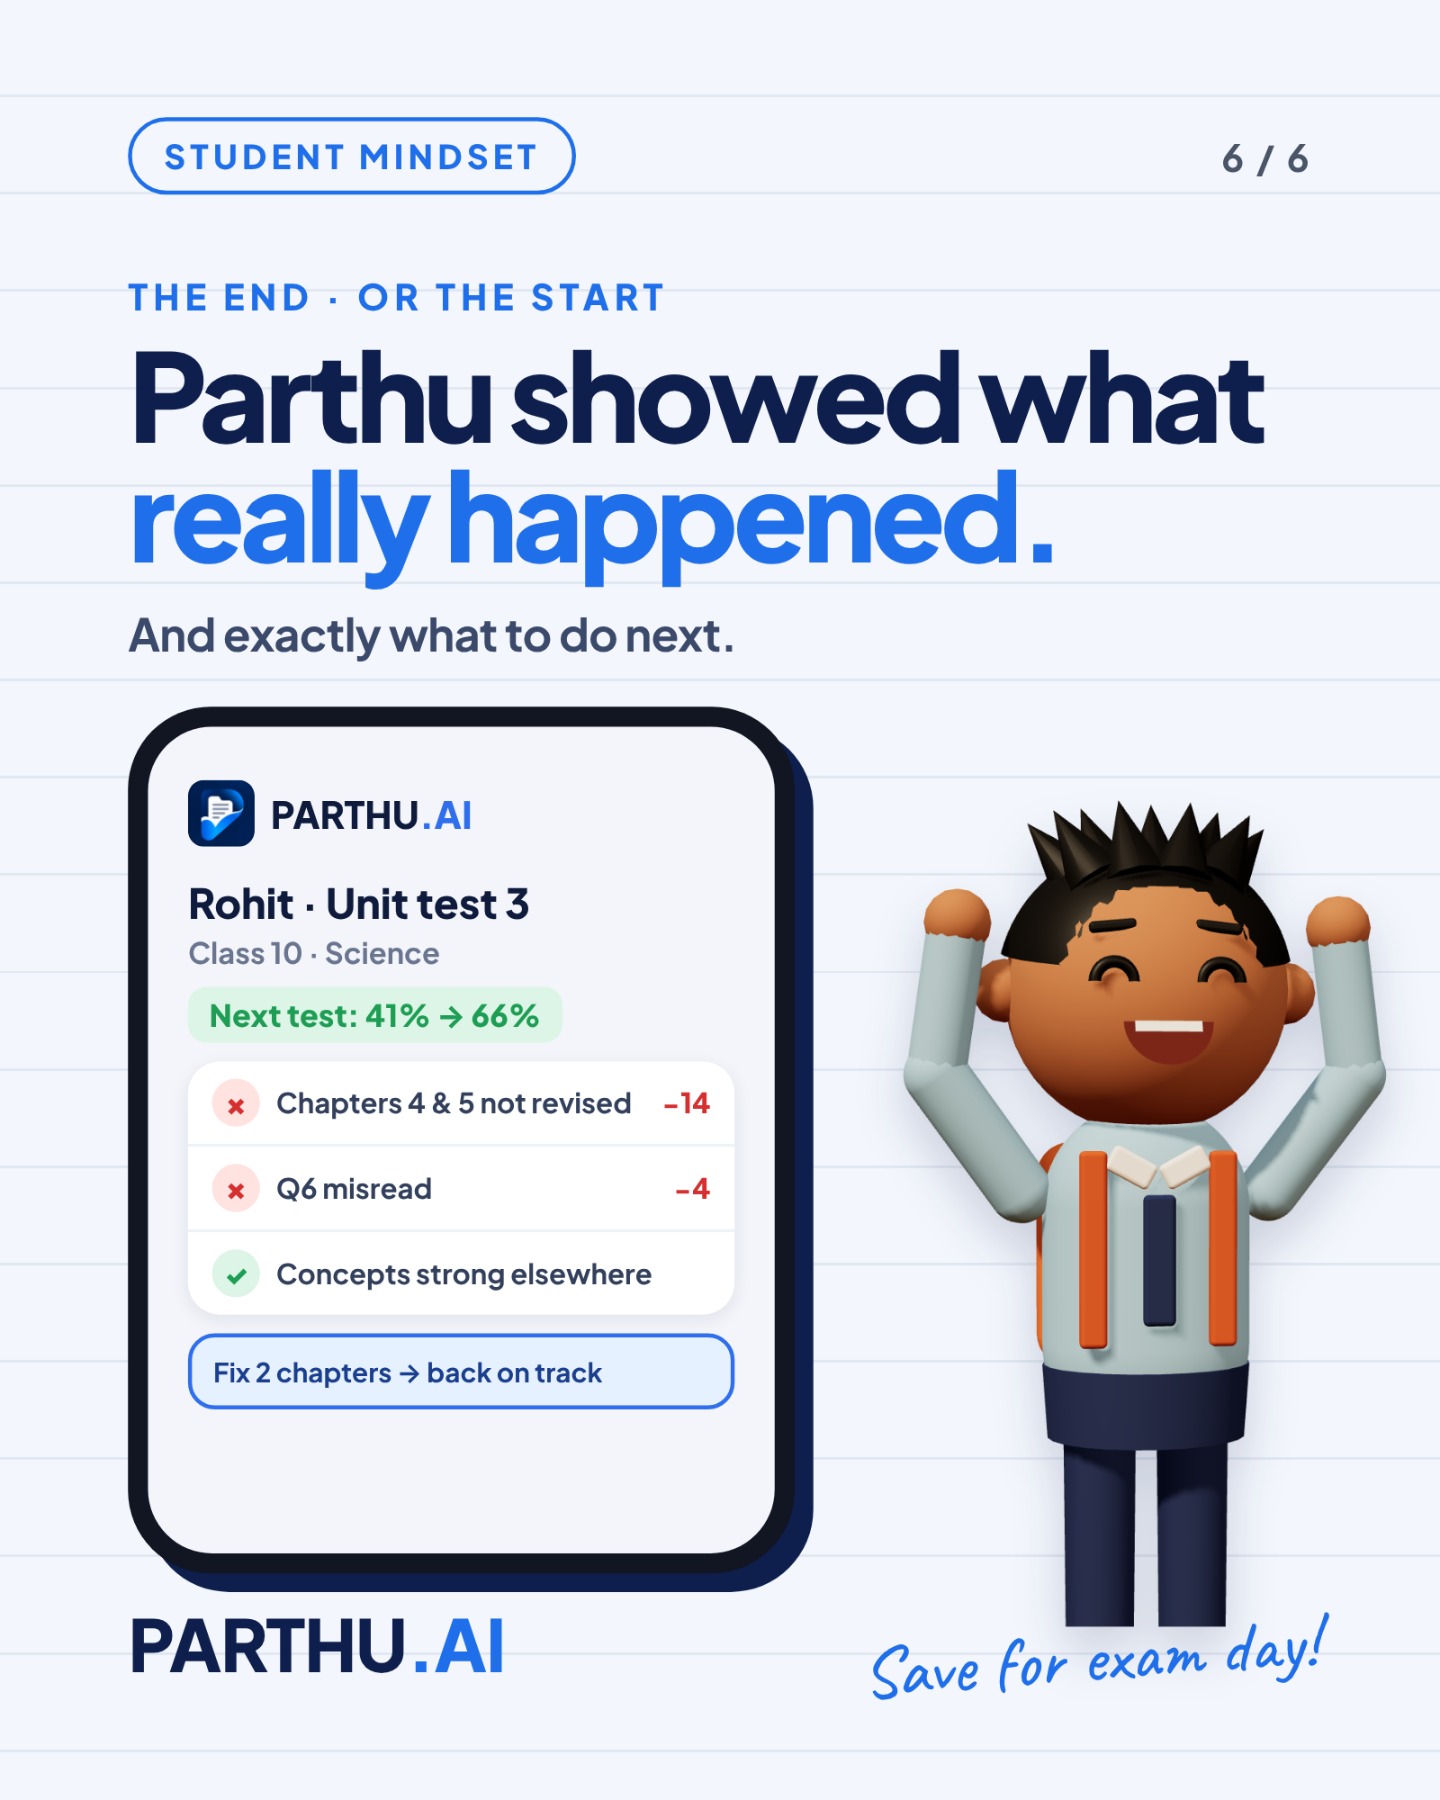 STUDENT MINDSET
6 / 6
THE END · OR THE START
Parthu showed what
really happened.
And exactly what to do next.
PARTHU.AI
Rohit · Unit test 3
Class 10 · Science
Next test: 41% → 66%
Chapters 4 & 5 not revised -14
Q6 misread -4
Concepts strong elsewhere
Fix 2 chapters → back on track
PARTHU.AI
Save for exam day!